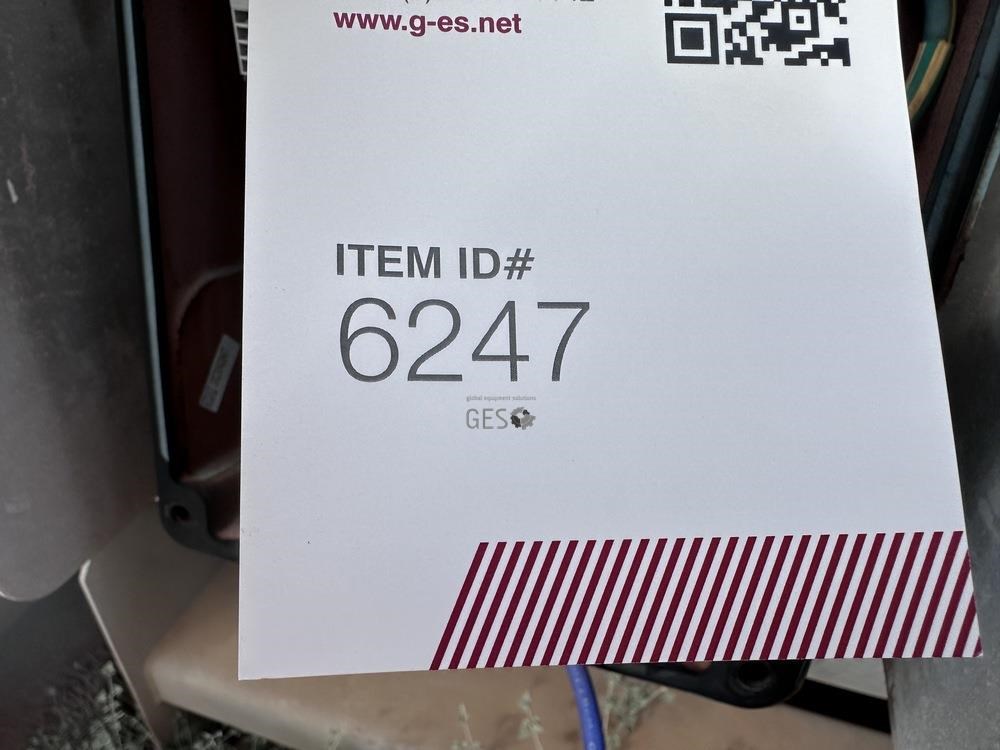 www.g-es.net
ITEM ID#
6247
global equipment solutions
GES